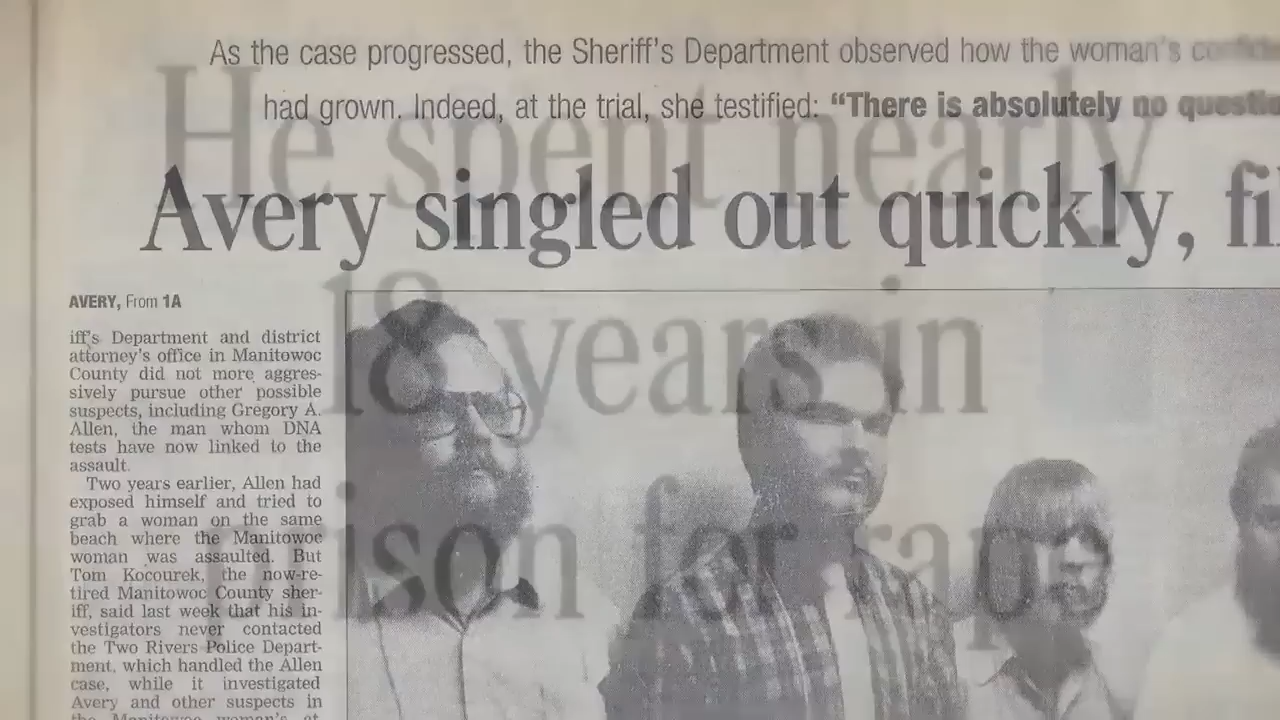 As the case progressed, the Sheriff's Department observed how the woman's
had grown. Indeed, at the trial, she testified: “There is absolutely no
He spent nearly
Avery singled out quickly,
18 years in
prison for rape
AVERY, From 1A
iff's Department and district
attorney's office in Manitowoc
County did not more aggres-
sively pursue other possible
suspects, including Gregory A.
Allen, the man whom DNA
tests have now linked to the
assault.
Two years earlier, Allen had
exposed himself and tried to
grab a woman on the same
beach where the Manitowoc
woman was assaulted. But
Tom Kocourek, the now-re-
tired Manitowoc County sher-
iff, said last week that his in-
vestigators never contacted
the Two Rivers Police Depart-
ment, which handled the Allen
case, while it investigated
Avery and other suspects in
the Manitowoc woman's